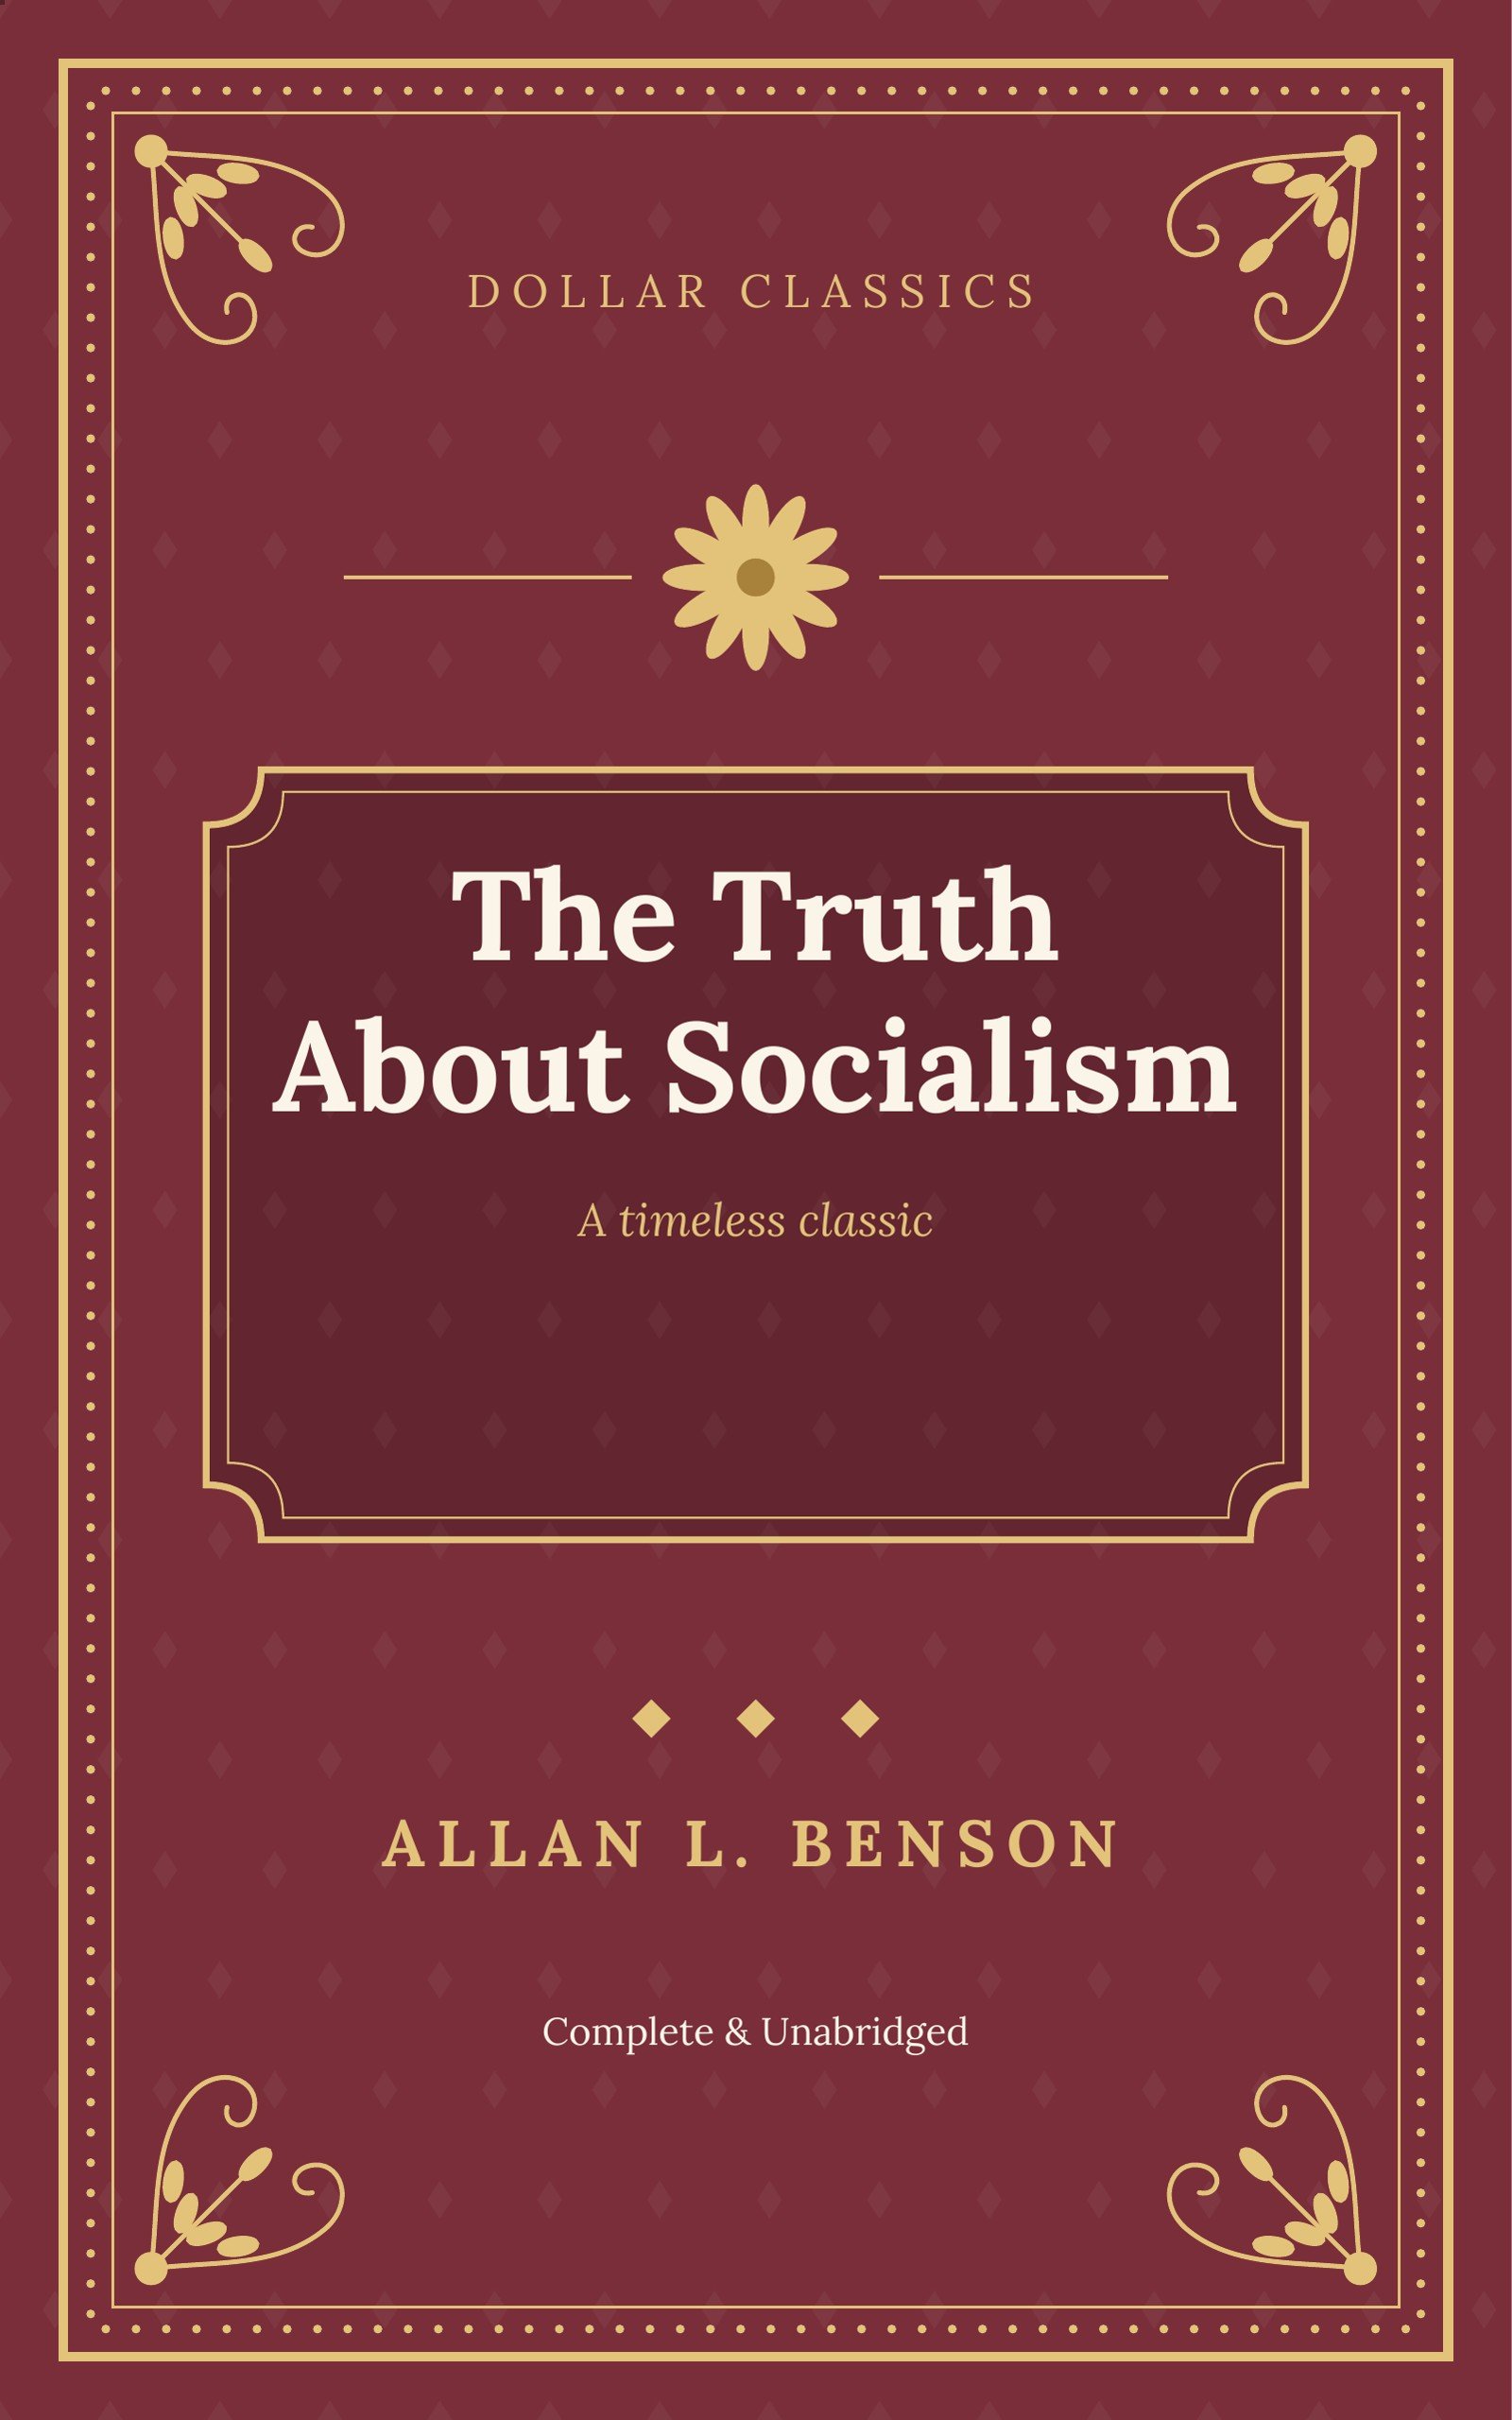 DOLLAR CLASSICS
The Truth
About Socialism
A timeless classic
ALLAN L. BENSON
Complete & Unabridged